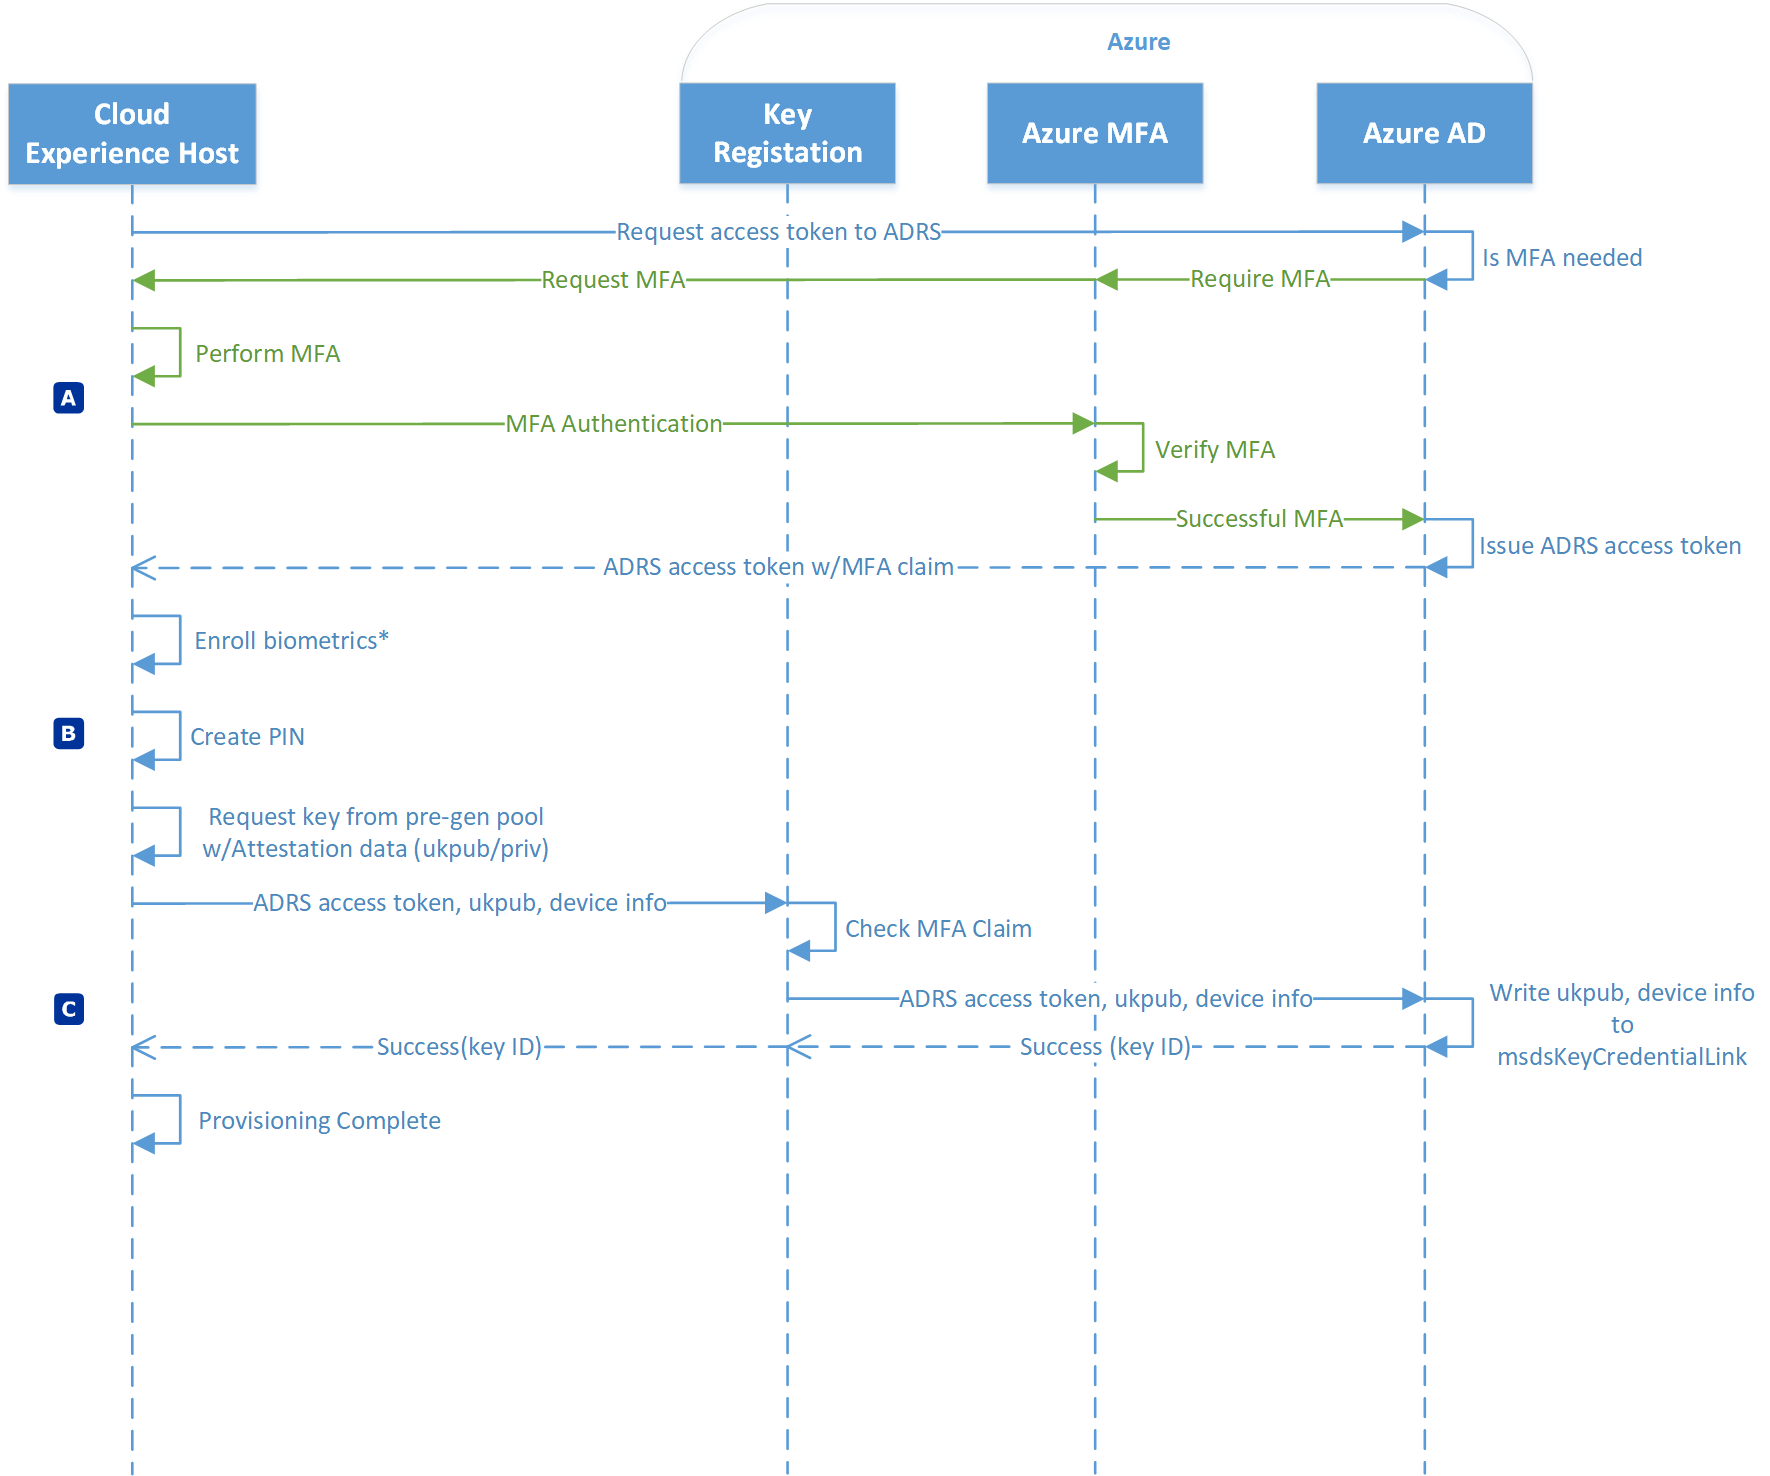 Azure
Cloud
Experience Host
Key
Registation
Azure MFA
Azure AD
Request access token to ADRS
Is MFA needed
Request MFA
Require MFA
Perform MFA
A
MFA Authentication
Verify MFA
Successful MFA
Issue ADRS access token
ADRS access token w/MFA claim
Enroll biometrics*
B
Create PIN
Request key from pre-gen pool
w/Attestation data (ukpub/priv)
ADRS access token, ukpub, device info
Check MFA Claim
C
ADRS access token, ukpub, device info
Write ukpub, device info
to
msdsKeyCredentialLink
Success(key ID)
Success (key ID)
Provisioning Complete